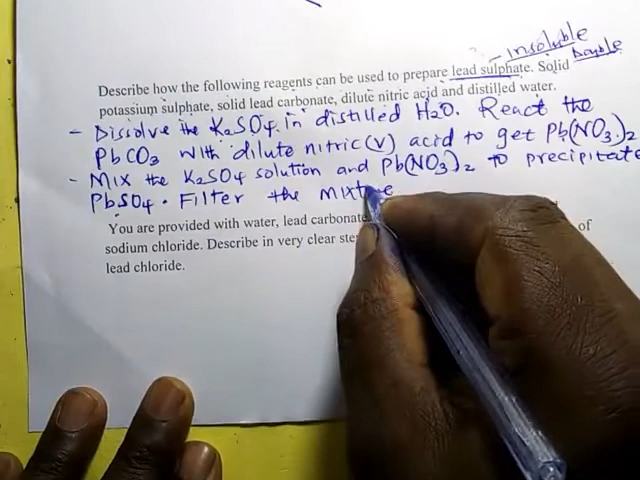 Insoluble
Double
Describe how the following reagents can be used to prepare lead sulphate. Solid
potassium sulphate, solid lead carbonate, dilute nitric acid and distilled water.
- Dissolve the K₂SO₄ in distilled H₂O. React the
PbCO₃ with dilute nitric(V) acid to get Pb(NO₃)₂
- Mix the K₂SO₄ solution and Pb(NO₃)₂ to precipitate
PbSO₄. Filter the mixture
You are provided with water, lead carbonate of
sodium chloride. Describe in very clear
lead chloride.